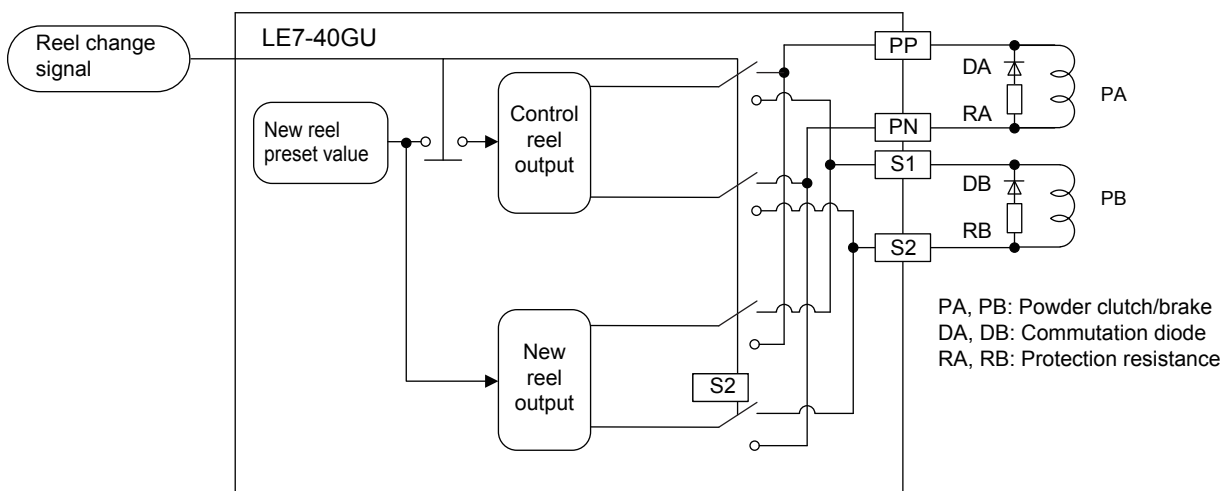 Reel change
signal
LE7-40GU
New reel
preset value
Control
reel
output
New
reel
output
S2
PP
PN
S1
S2
DA
RA
PA
DB
RB
PB
PA, PB: Powder clutch/brake
DA, DB: Commutation diode
RA, RB: Protection resistance